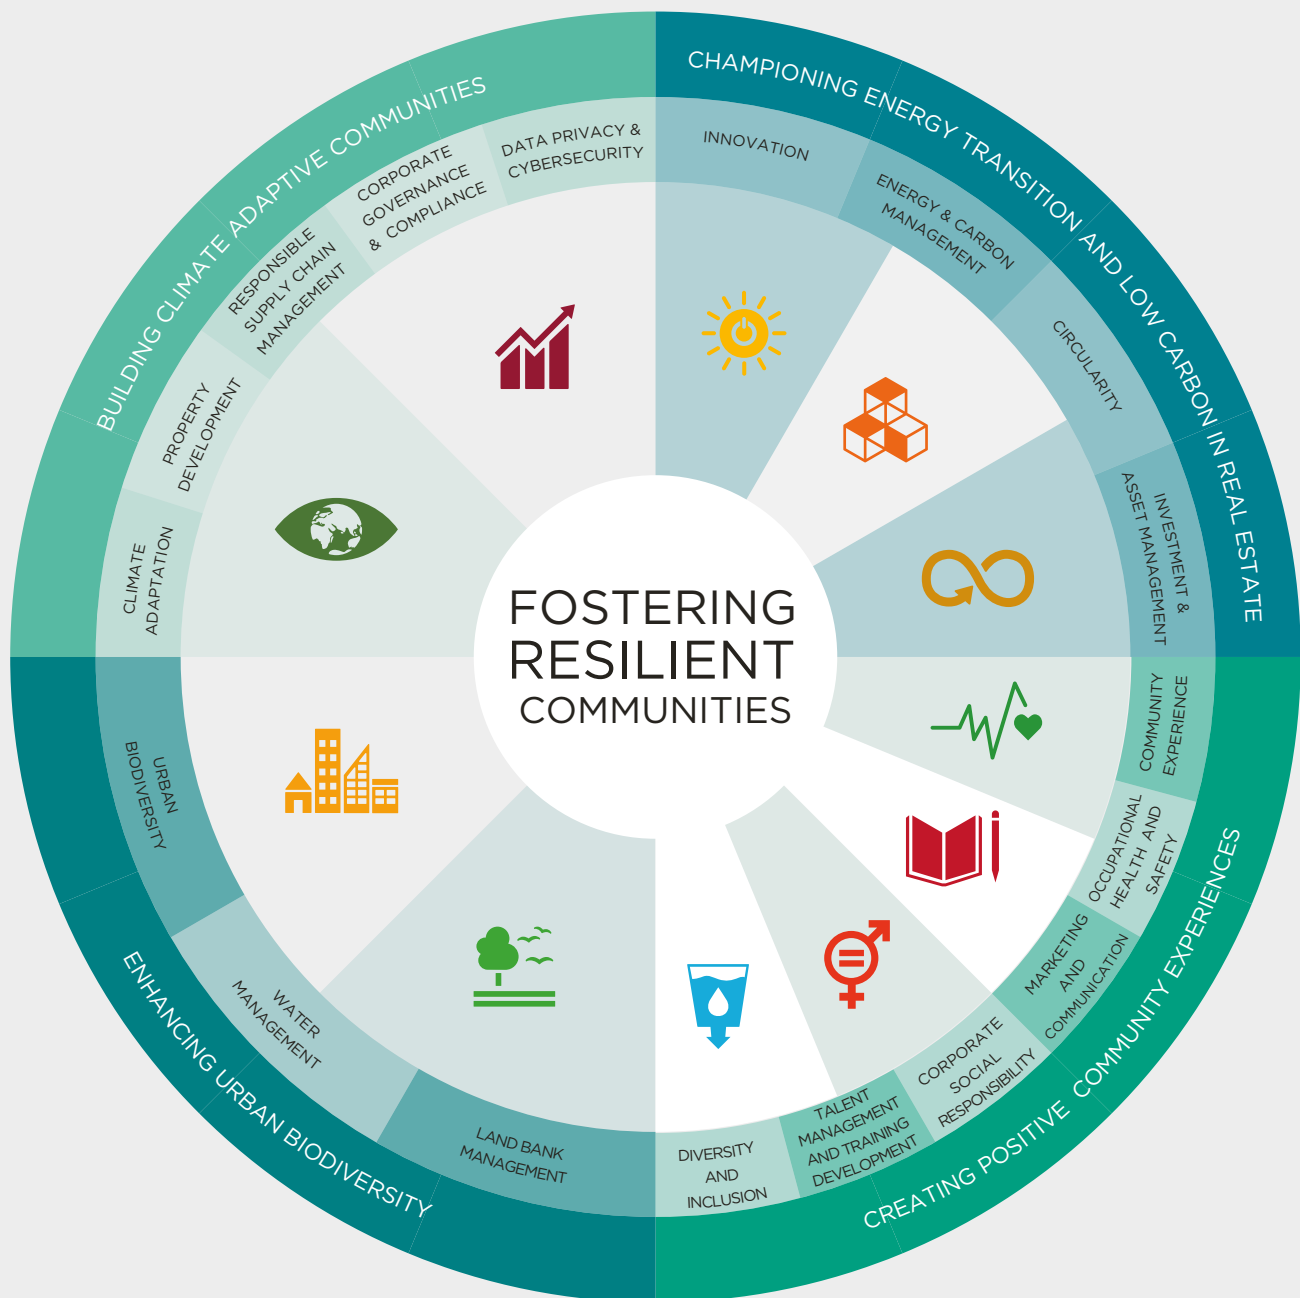 FOSTERING
RESILIENT
COMMUNITIES
CHAMPIONING ENERGY TRANSITION AND LOW CARBON IN REAL ESTATE
INNOVATION
ENERGY & CARBON
MANAGEMENT
CIRCULARITY
INVESTMENT &
ASSET MANAGEMENT
CREATING POSITIVE COMMUNITY EXPERIENCES
COMMUNITY
EXPERIENCE
OCCUPATIONAL
HEALTH AND
SAFETY
MARKETING
AND
COMMUNICATION
CORPORATE
SOCIAL
RESPONSIBILITY
TALENT
MANAGEMENT
AND TRAINING
DEVELOPMENT
DIVERSITY
AND
INCLUSION
ENHANCING URBAN BIODIVERSITY
LAND BANK
MANAGEMENT
WATER
MANAGEMENT
URBAN
BIODIVERSITY
BUILDING CLIMATE ADAPTIVE COMMUNITIES
CLIMATE
ADAPTATION
PROPERTY
DEVELOPMENT
RESPONSIBLE
SUPPLY CHAIN
MANAGEMENT
CORPORATE
GOVERNANCE
& COMPLIANCE
DATA PRIVACY &
CYBERSECURITY